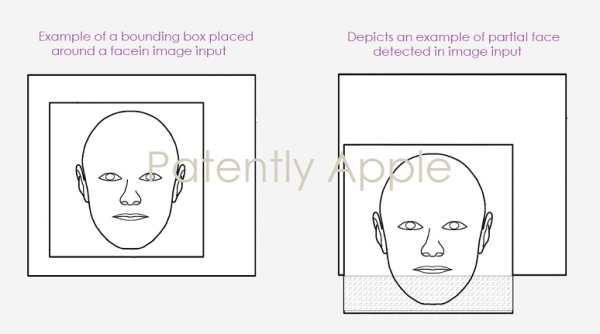 Example of a bounding box placed
around a facein image input
Depicts an example of partial face
detected in image input
Patently Apple